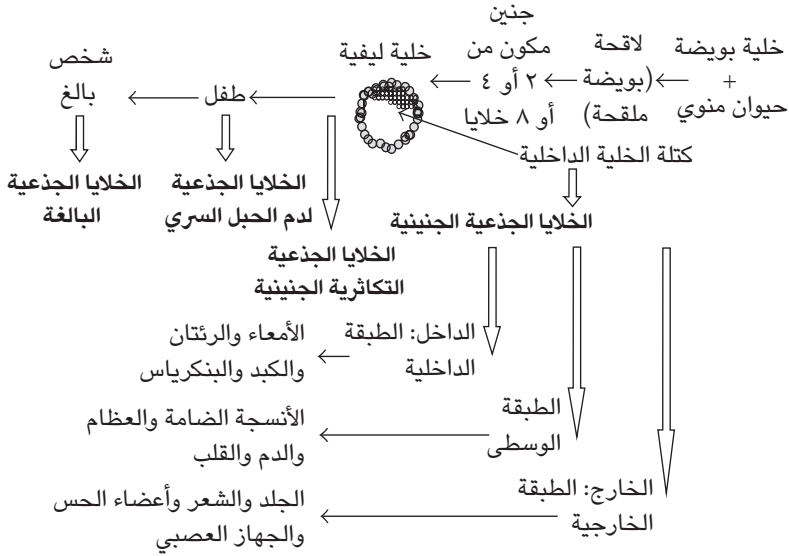 خلية بويضة
+
حيوان منوي
لاقحة
(بويضة
ملقحة)
جنين
مكون من
٢ أو ٤
أو ٨ خلايا
خلية ليفية
طفل
شخص
بالغ
كتلة الخلية الداخلية
الخلايا الجذعية الجنينية
الخلايا الجذعية
التكاثرية الجنينية
الخلايا الجذعية
لدم الحبل السري
الخلايا الجذعية
البالغة
الداخل: الطبقة
الداخلية
الأمعاء والرئتان
والكبد والبنكرياس
الطبقة
الوسطى
الأنسجة الضامة والعظام
والدم والقلب
الخارج: الطبقة
الخارجية
الجلد والشعر وأعضاء الحس
والجهاز العصبي